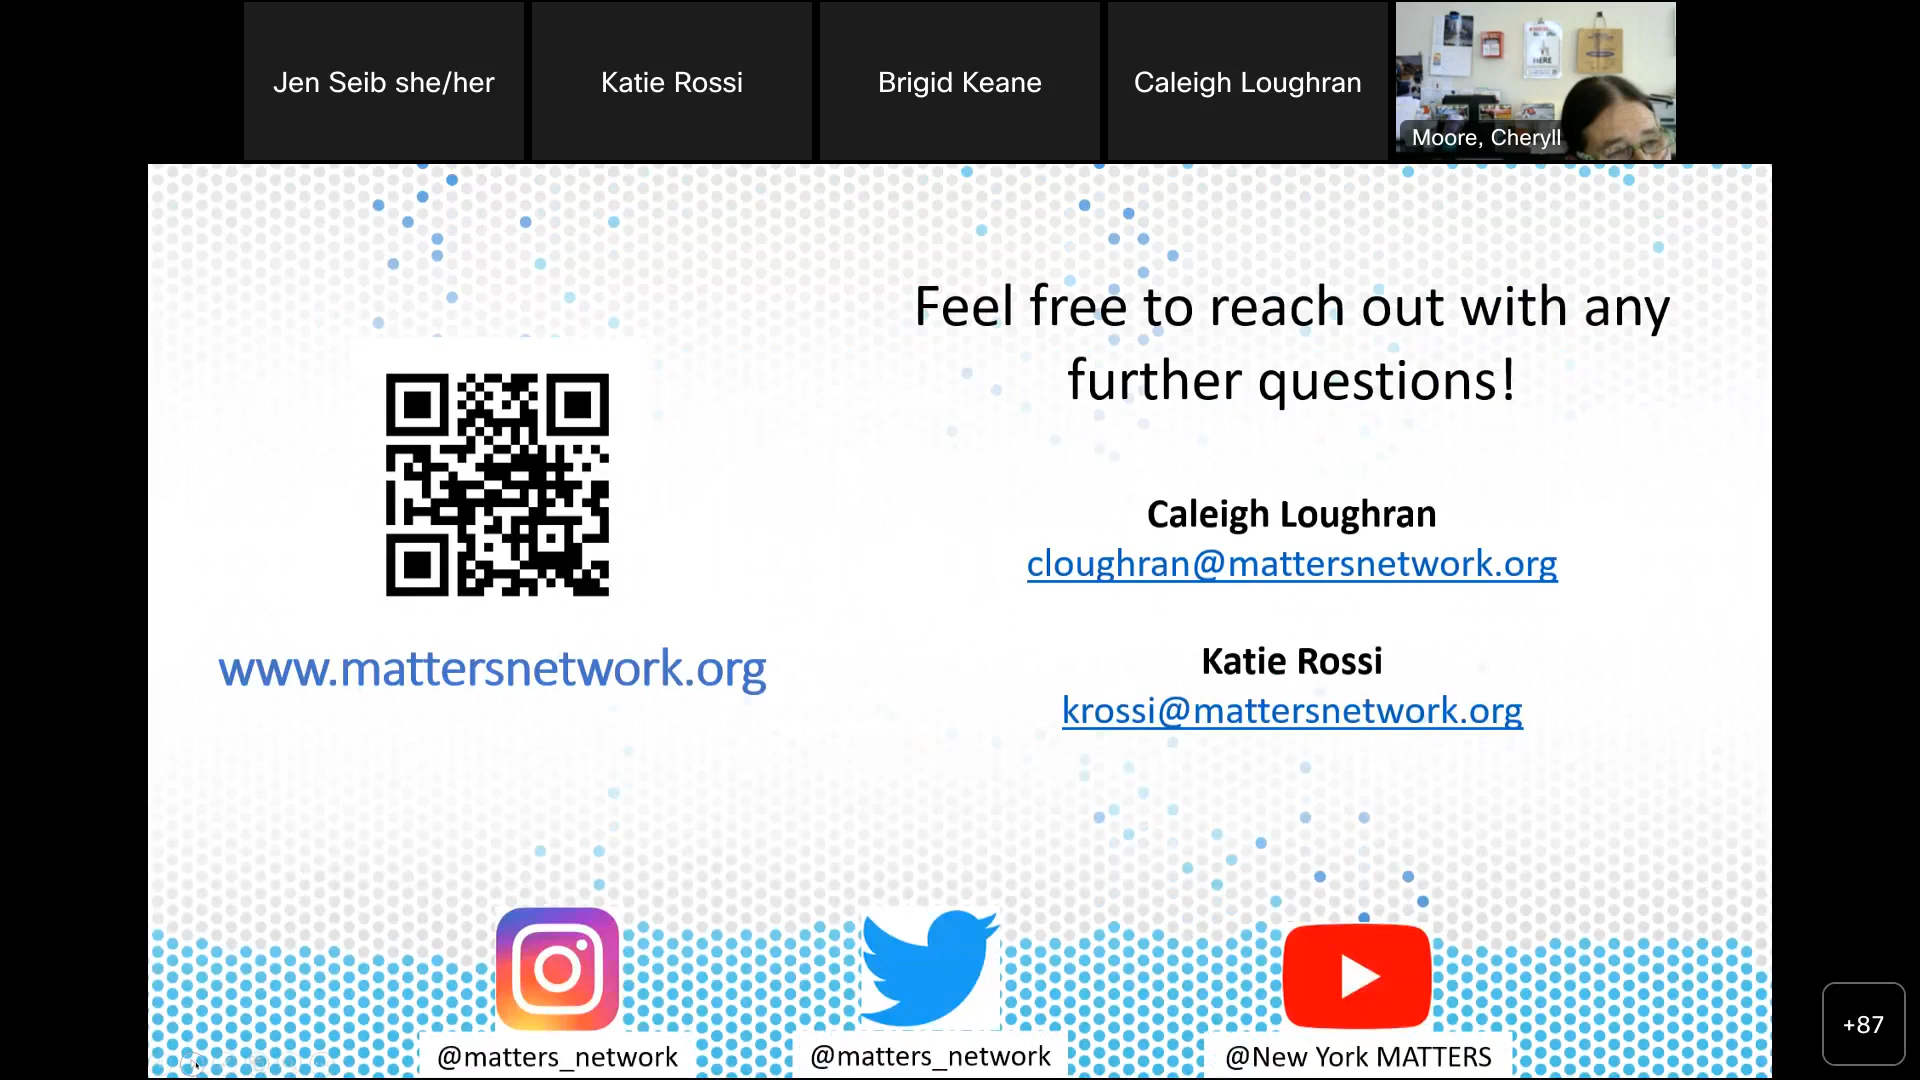 Jen Seib she/her
Katie Rossi
Brigid Keane
Caleigh Loughran
HERE
Moore, Cheryll
Feel free to reach out with any
further questions!
Caleigh Loughran
cloughran@mattersnetwork.org
Katie Rossi
krossi@mattersnetwork.org
www.mattersnetwork.org
@matters_network
@matters_network
@New York MATTERS
+87